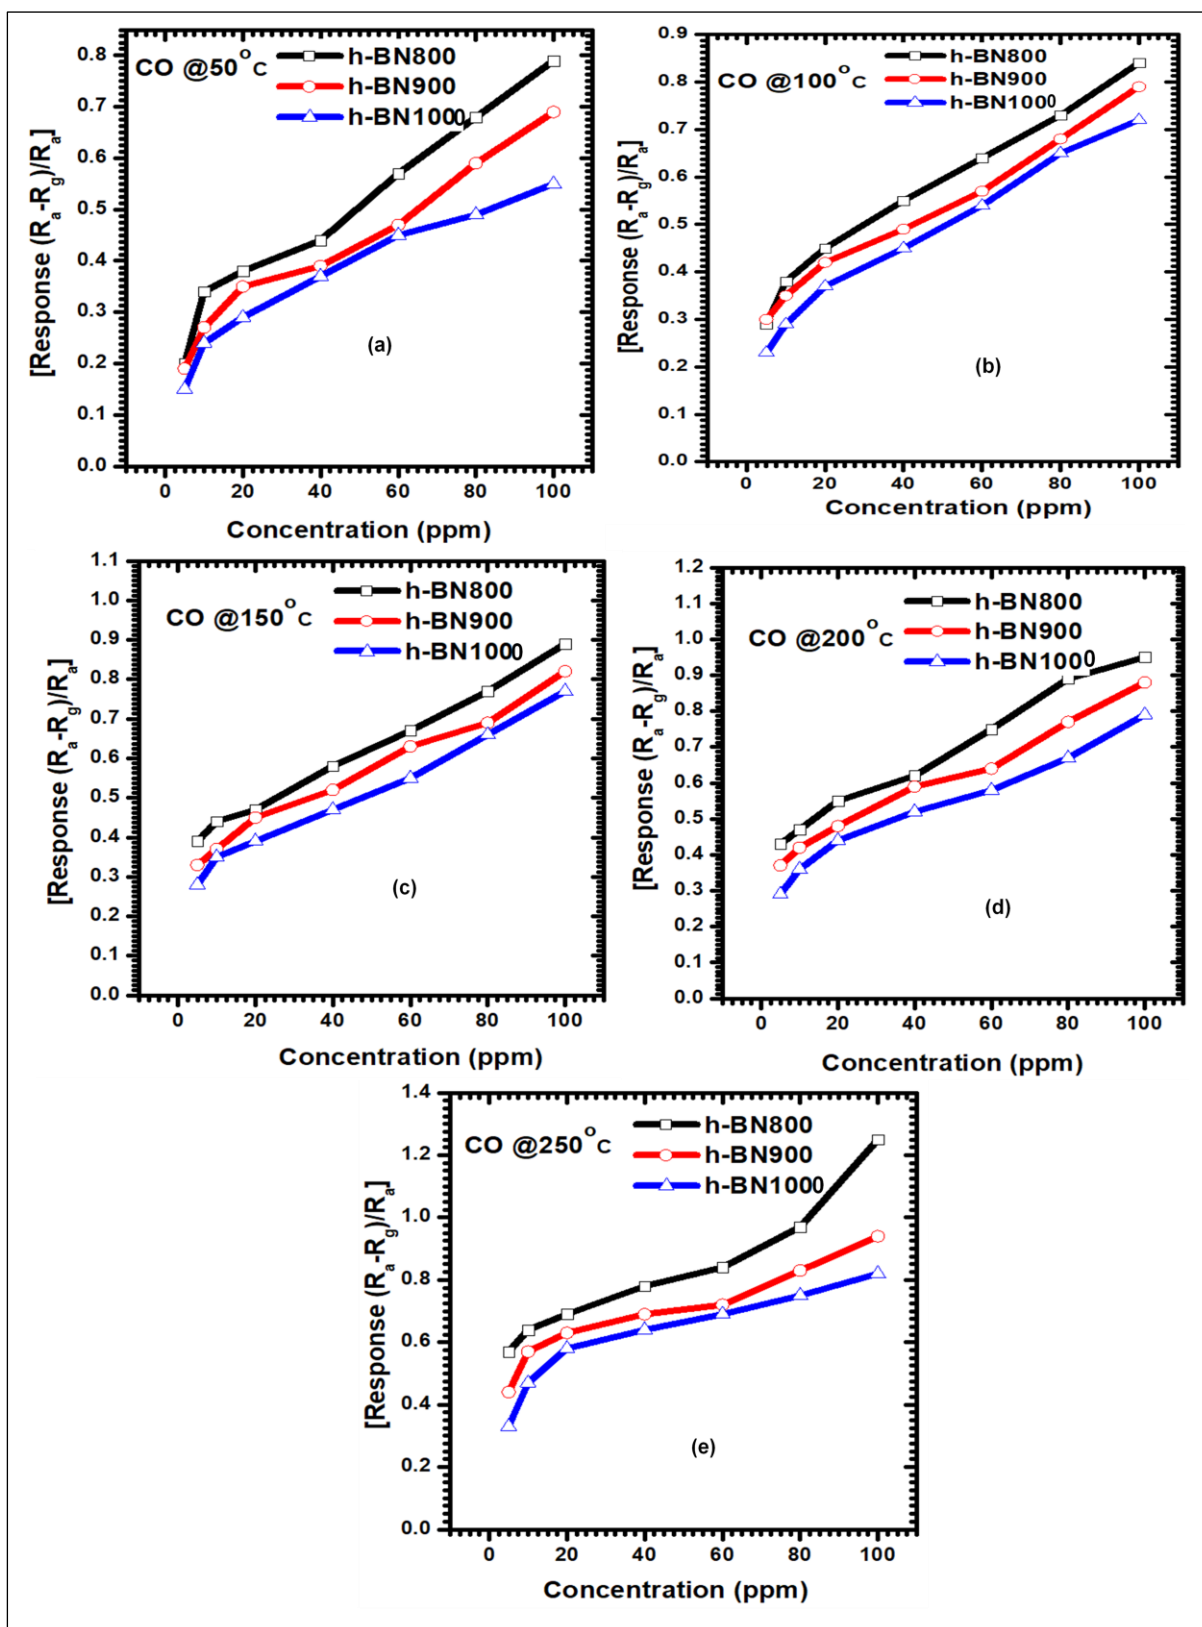 CO @50°C
h-BN800
h-BN900
h-BN1000
[Response (Ra-Rg)/Ra]
0.8
0.7
0.6
0.5
0.4
0.3
0.2
0.1
0.0
(a)
0 20 40 60 80 100
Concentration (ppm)
CO @100°C
h-BN800
h-BN900
h-BN1000
[Response (Ra-Rg)/Ra]
0.9
0.8
0.7
0.6
0.5
0.4
0.3
0.2
0.1
0.0
(b)
0 20 40 60 80 100
Concentration (ppm)
CO @150°C
h-BN800
h-BN900
h-BN1000
[Response (Ra-Rg)/Ra]
1.1
1.0
0.9
0.8
0.7
0.6
0.5
0.4
0.3
0.2
0.1
0.0
(c)
0 20 40 60 80 100
Concentration (ppm)
CO @200°C
h-BN800
h-BN900
h-BN1000
[Response (Ra-Rg)/Ra]
1.2
1.1
1.0
0.9
0.8
0.7
0.6
0.5
0.4
0.3
0.2
0.1
0.0
(d)
0 20 40 60 80 100
Concentration (ppm)
CO @250°C
h-BN800
h-BN900
h-BN1000
[Response (Ra-Rg)/Ra]
1.4
1.2
1.0
0.8
0.6
0.4
0.2
0.0
(e)
0 20 40 60 80 100
Concentration (ppm)